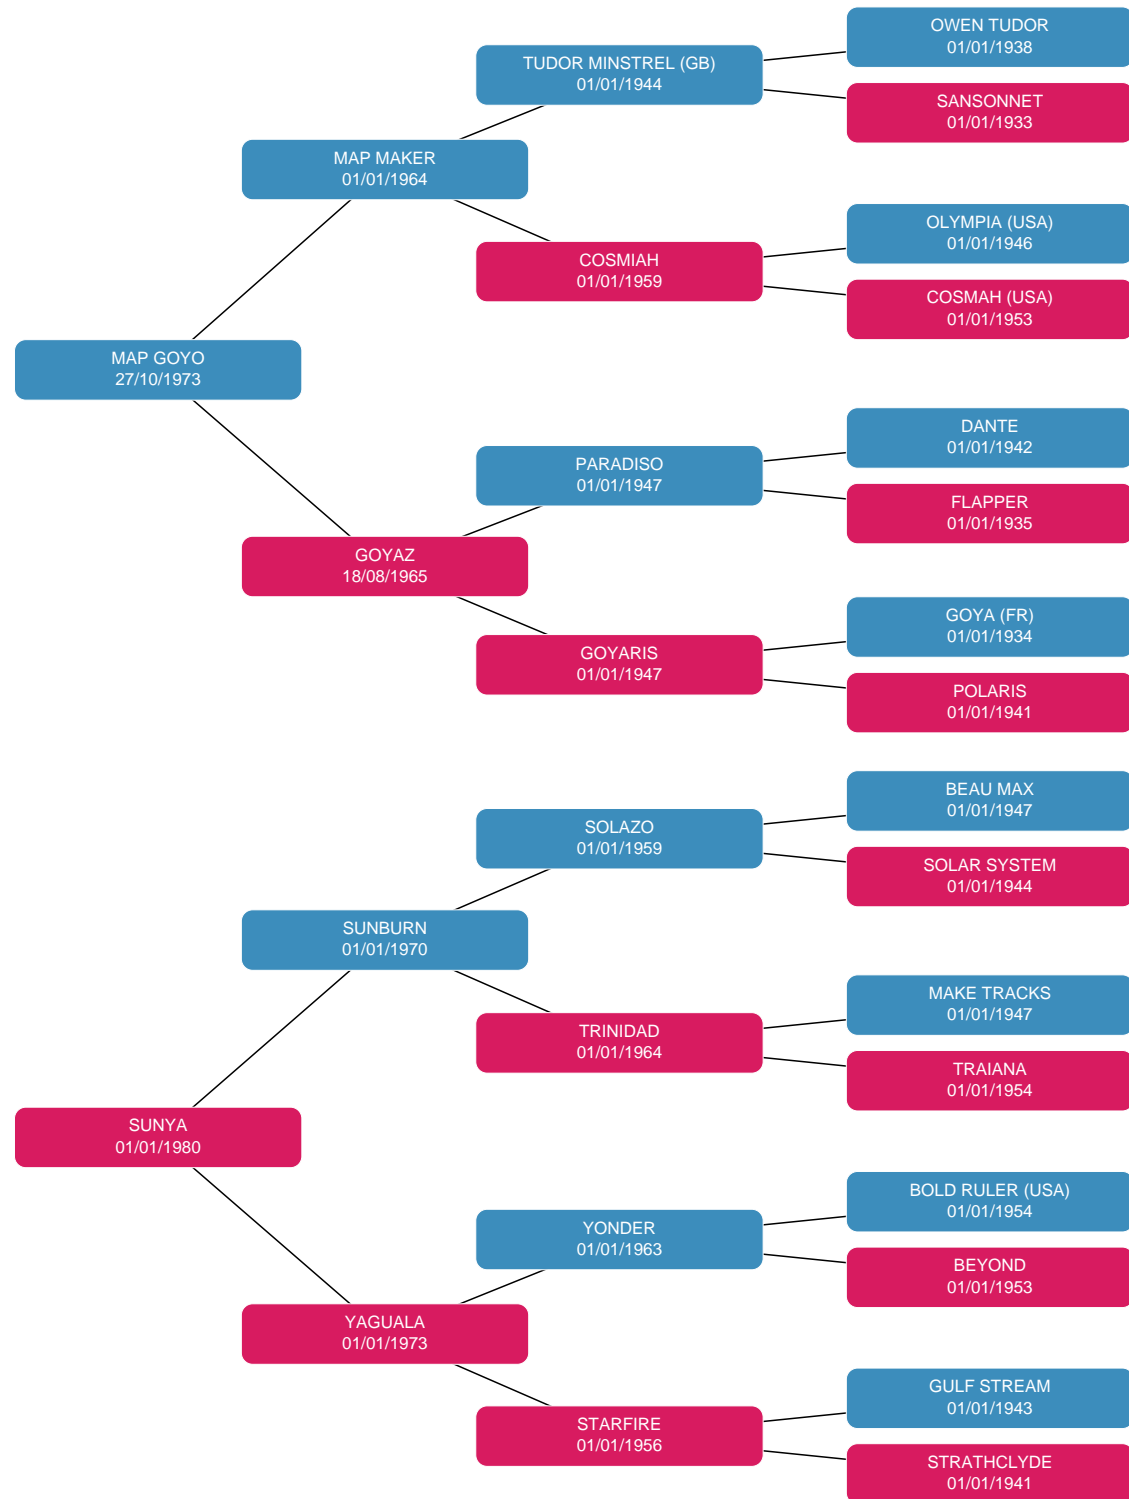 OWEN TUDOR
01/01/1938
TUDOR MINSTREL (GB)
01/01/1944
SANSONNET
01/01/1933
MAP MAKER
01/01/1964
OLYMPIA (USA)
01/01/1946
COSMIAH
01/01/1959
COSMAH (USA)
01/01/1953
MAP GOYO
27/10/1973
DANTE
01/01/1942
PARADISO
01/01/1947
FLAPPER
01/01/1935
GOYAZ
18/08/1965
GOYA (FR)
01/01/1934
GOYARIS
01/01/1947
POLARIS
01/01/1941
BEAU MAX
01/01/1947
SOLAZO
01/01/1959
SOLAR SYSTEM
01/01/1944
SUNBURN
01/01/1970
MAKE TRACKS
01/01/1947
TRINIDAD
01/01/1964
TRAIANA
01/01/1954
SUNYA
01/01/1980
BOLD RULER (USA)
01/01/1954
YONDER
01/01/1963
BEYOND
01/01/1953
YAGUALA
01/01/1973
GULF STREAM
01/01/1943
STARFIRE
01/01/1956
STRATHCLYDE
01/01/1941